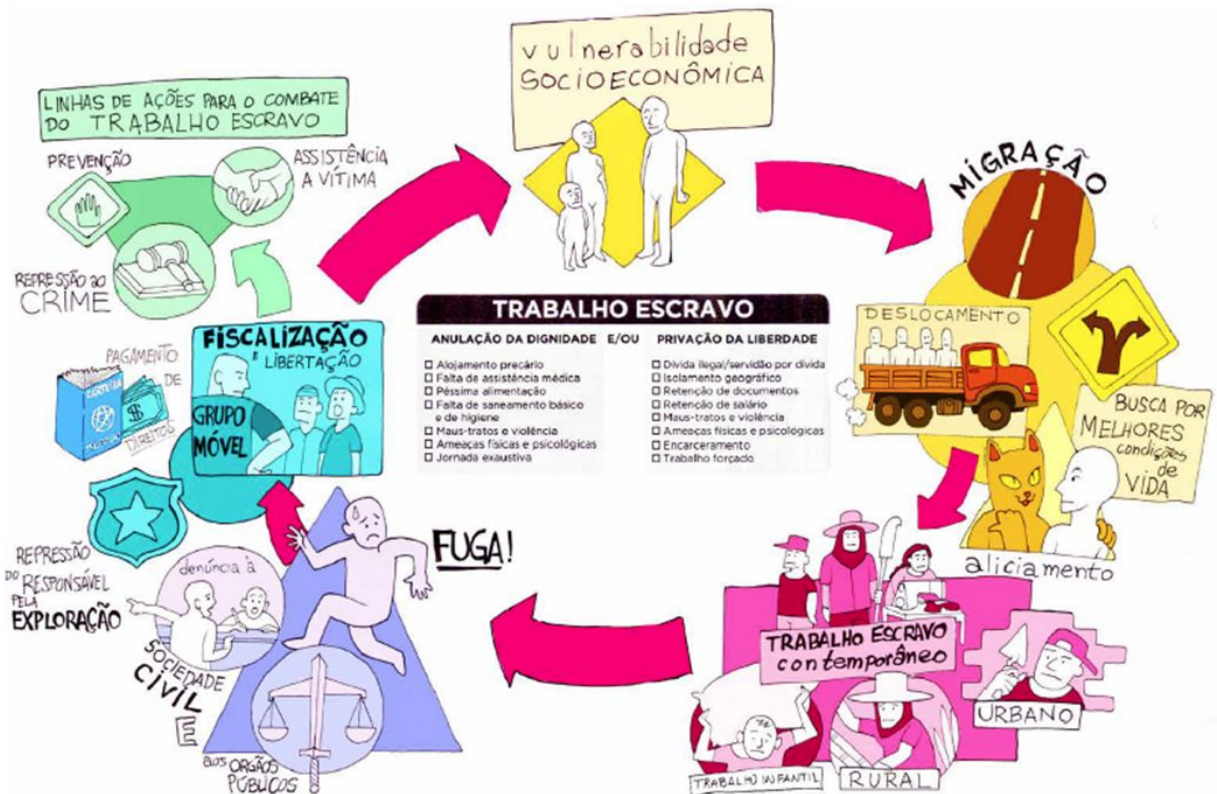 vulnerabilidade
SOCIOECONÔMICA
MIGRAÇÃO
DESLOCAMENTO
BUSCA POR
MELHORES
condições
de
VIDA
aliciamento
TRABALHO ESCRAVO
contemporâneo
URBANO
RURAL
TRABALHO INFANTIL
FUGA!
denúncia à
SOCIEDADE
CIVIL
E
aos ORGÃOS
PÚBLICOS
REPRESSÃO
DO RESPONSÁVEL
PELA
EXPLORAÇÃO
FISCALIZAÇÃO
E LIBERTAÇÃO
GRUPO
MÓVEL
PAGAMENTO
DE
DIREITOS
LINHAS DE AÇÕES PARA O COMBATE
DO TRABALHO ESCRAVO
PREVENÇÃO
ASSISTÊNCIA
A VÍTIMA
REPRESSÃO ao
CRIME
TRABALHO ESCRAVO
ANULAÇÃO DA DIGNIDADE E/OU PRIVAÇÃO DA LIBERDADE
Alojamento precário
Falta de assistência médica
Péssima alimentação
Falta de saneamento básico
e de higiene
Maus-tratos e violência
Ameaças físicas e psicológicas
Jornada exaustiva
Dívida ilegal/servidão por dívida
Isolamento geográfico
Retenção de documentos
Retenção de salário
Maus-tratos e violência
Ameaças físicas e psicológicas
Encarceramento
Trabalho forçado